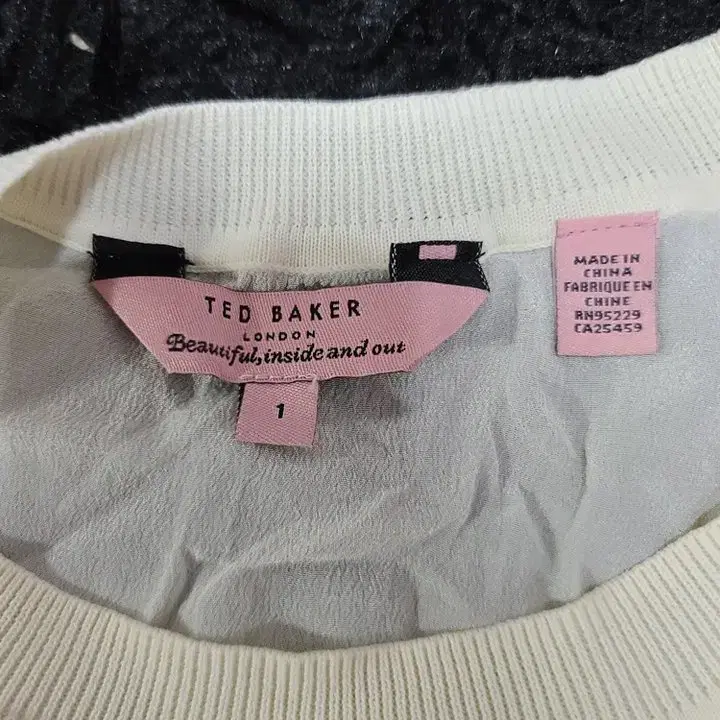 TED BAKER
LONDON
Beautiful, inside and out
1
MADE IN
CHINA
FABRIQUE EN
CHINE
RN95229
CA25459